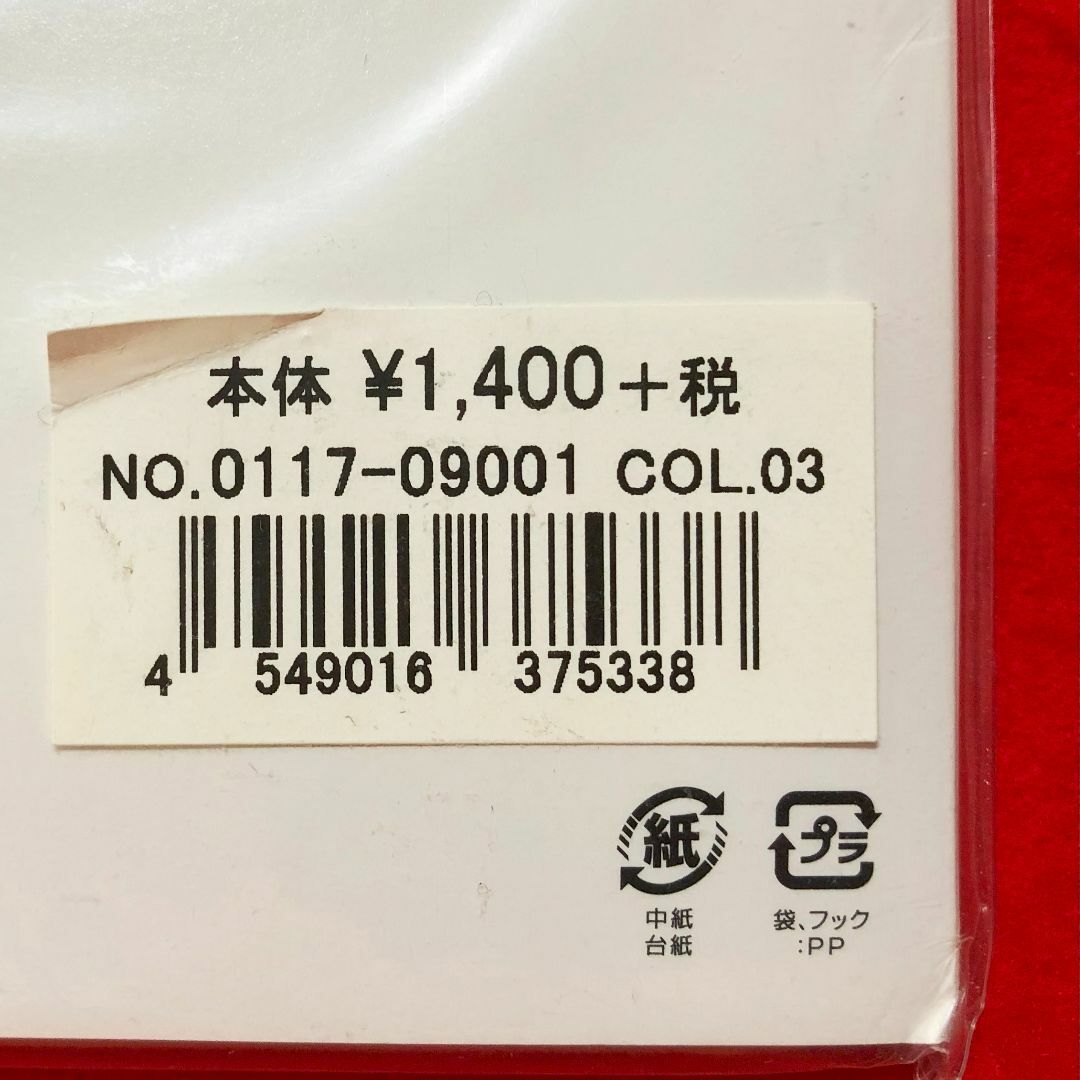 本体 ¥1,400+税
NO.0117-09001 COL.03
4 549016 375338
紙 プラ
中紙 袋、フック
台紙 :PP